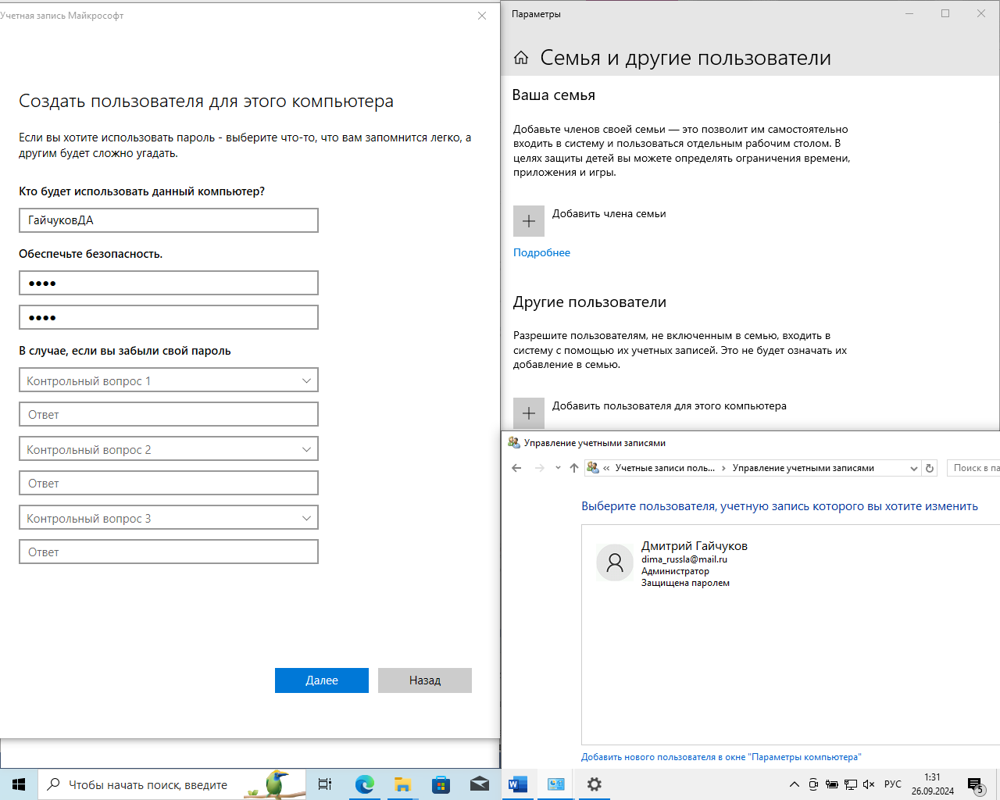 Учетная запись Майкрософт
Создать пользователя для этого компьютера
Если вы хотите использовать пароль - выберите что-то, что вам запомнится легко, а
другим будет сложно угадать.
Кто будет использовать данный компьютер?
ГайчуковДА
Обеспечьте безопасность.
●●●●
●●●●
В случае, если вы забыли свой пароль
Контрольный вопрос 1
Ответ
Контрольный вопрос 2
Ответ
Контрольный вопрос 3
Ответ
Далее
Назад
Параметры
Семья и другие пользователи
Ваша семья
Добавьте членов своей семьи — это позволит им самостоятельно
входить в систему и пользоваться отдельным рабочим столом. В
целях защиты детей вы можете определять ограничения времени,
приложения и игры.
Добавить члена семьи
Подробнее
Другие пользователи
Разрешите пользователям, не включенным в семью, входить в
систему с помощью их учетных записей. Это не будет означать их
добавление в семью.
Добавить пользователя для этого компьютера
Управление учетными записями
« Учетные записи поль... › Управление учетными записями
Поиск в па
Выберите пользователя, учетную запись которого вы хотите изменить
Дмитрий Гайчуков
dima_russla@mail.ru
Администратор
Защищена паролем
Добавить нового пользователя в окне "Параметры компьютера"
Чтобы начать поиск, введите
РУС
1:31
26.09.2024
5